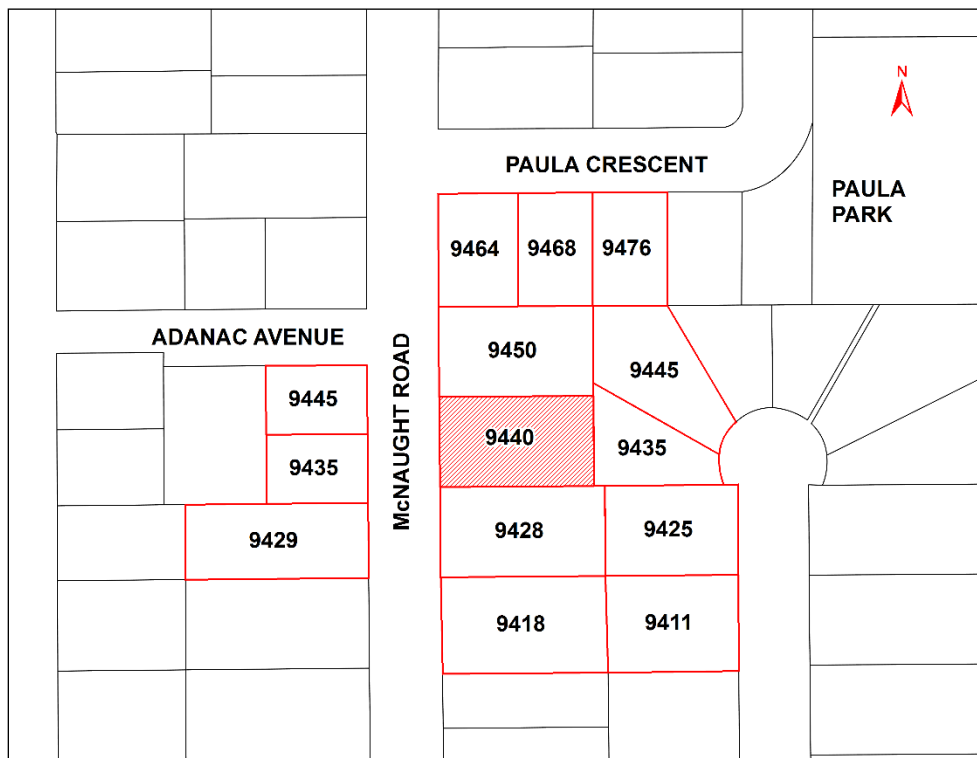 N
PAULA CRESCENT
PAULA
PARK
9464
9468
9476
ADANAC AVENUE
9450
9445
9445
McNAUGHT ROAD
9440
9435
9435
9429
9428
9425
9418
9411